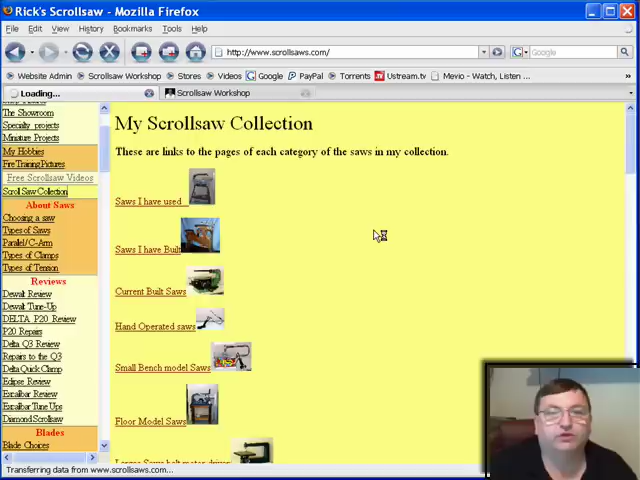 Rick's Scrollsaw - Mozilla Firefox
File Edit View History Bookmarks Tools Help
http://www.scrollsaws.com/
Google
Website Admin Scrollsaw Workshop Stores Videos Google PayPal Torrents Ustream.tv Mevio - Watch, Listen ...
Loading...
Scrollsaw Workshop
The Showroom
Specialty projects
Miniature Projects
My Hobbies
Fire Training Pictures
Free Scrollsaw Videos
Scroll Saw Collection
About Saws
Choosing a saw
Types of Saws
Parallel/C-Arm
Types of Clamps
Types of Tension
Reviews
Dewalt Review
Dewalt Tune-Up
DELTA P20 Review
P20 Repairs
Delta Q3 Review
Repairs to the Q3
Delta Quick Clamp
Eclipse Review
Excalibar Review
Excalbar Tune Ups
Diamond Scrollsaw
Blades
Blade Choices
My Scrollsaw Collection
These are links to the pages of each category of the saws in my collection.
Saws I have used
Saws I have Built
Current Built Saws
Hand Operated saws
Small Bench model Saws
Floor Model Saws
Transferring data from www.scrollsaws.com...